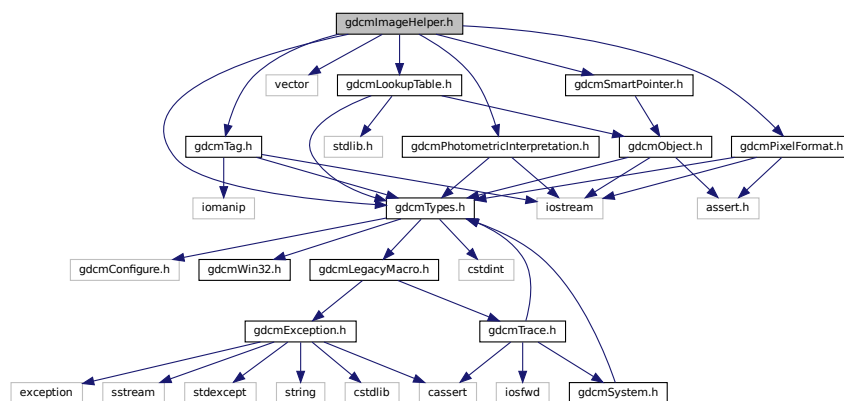 gdcmImageHelper.h
vector
gdcmLookupTable.h
gdcmSmartPointer.h
gdcmTag.h
stdlib.h
gdcmPhotometricInterpretation.h
gdcmObject.h
gdcmPixelFormat.h
iomanip
gdcmTypes.h
iostream
assert.h
gdcmConfigure.h
gdcmWin32.h
gdcmLegacyMacro.h
cstdint
gdcmException.h
gdcmTrace.h
exception
sstream
stdexcept
string
cstdlib
cassert
iosfwd
gdcmSystem.h